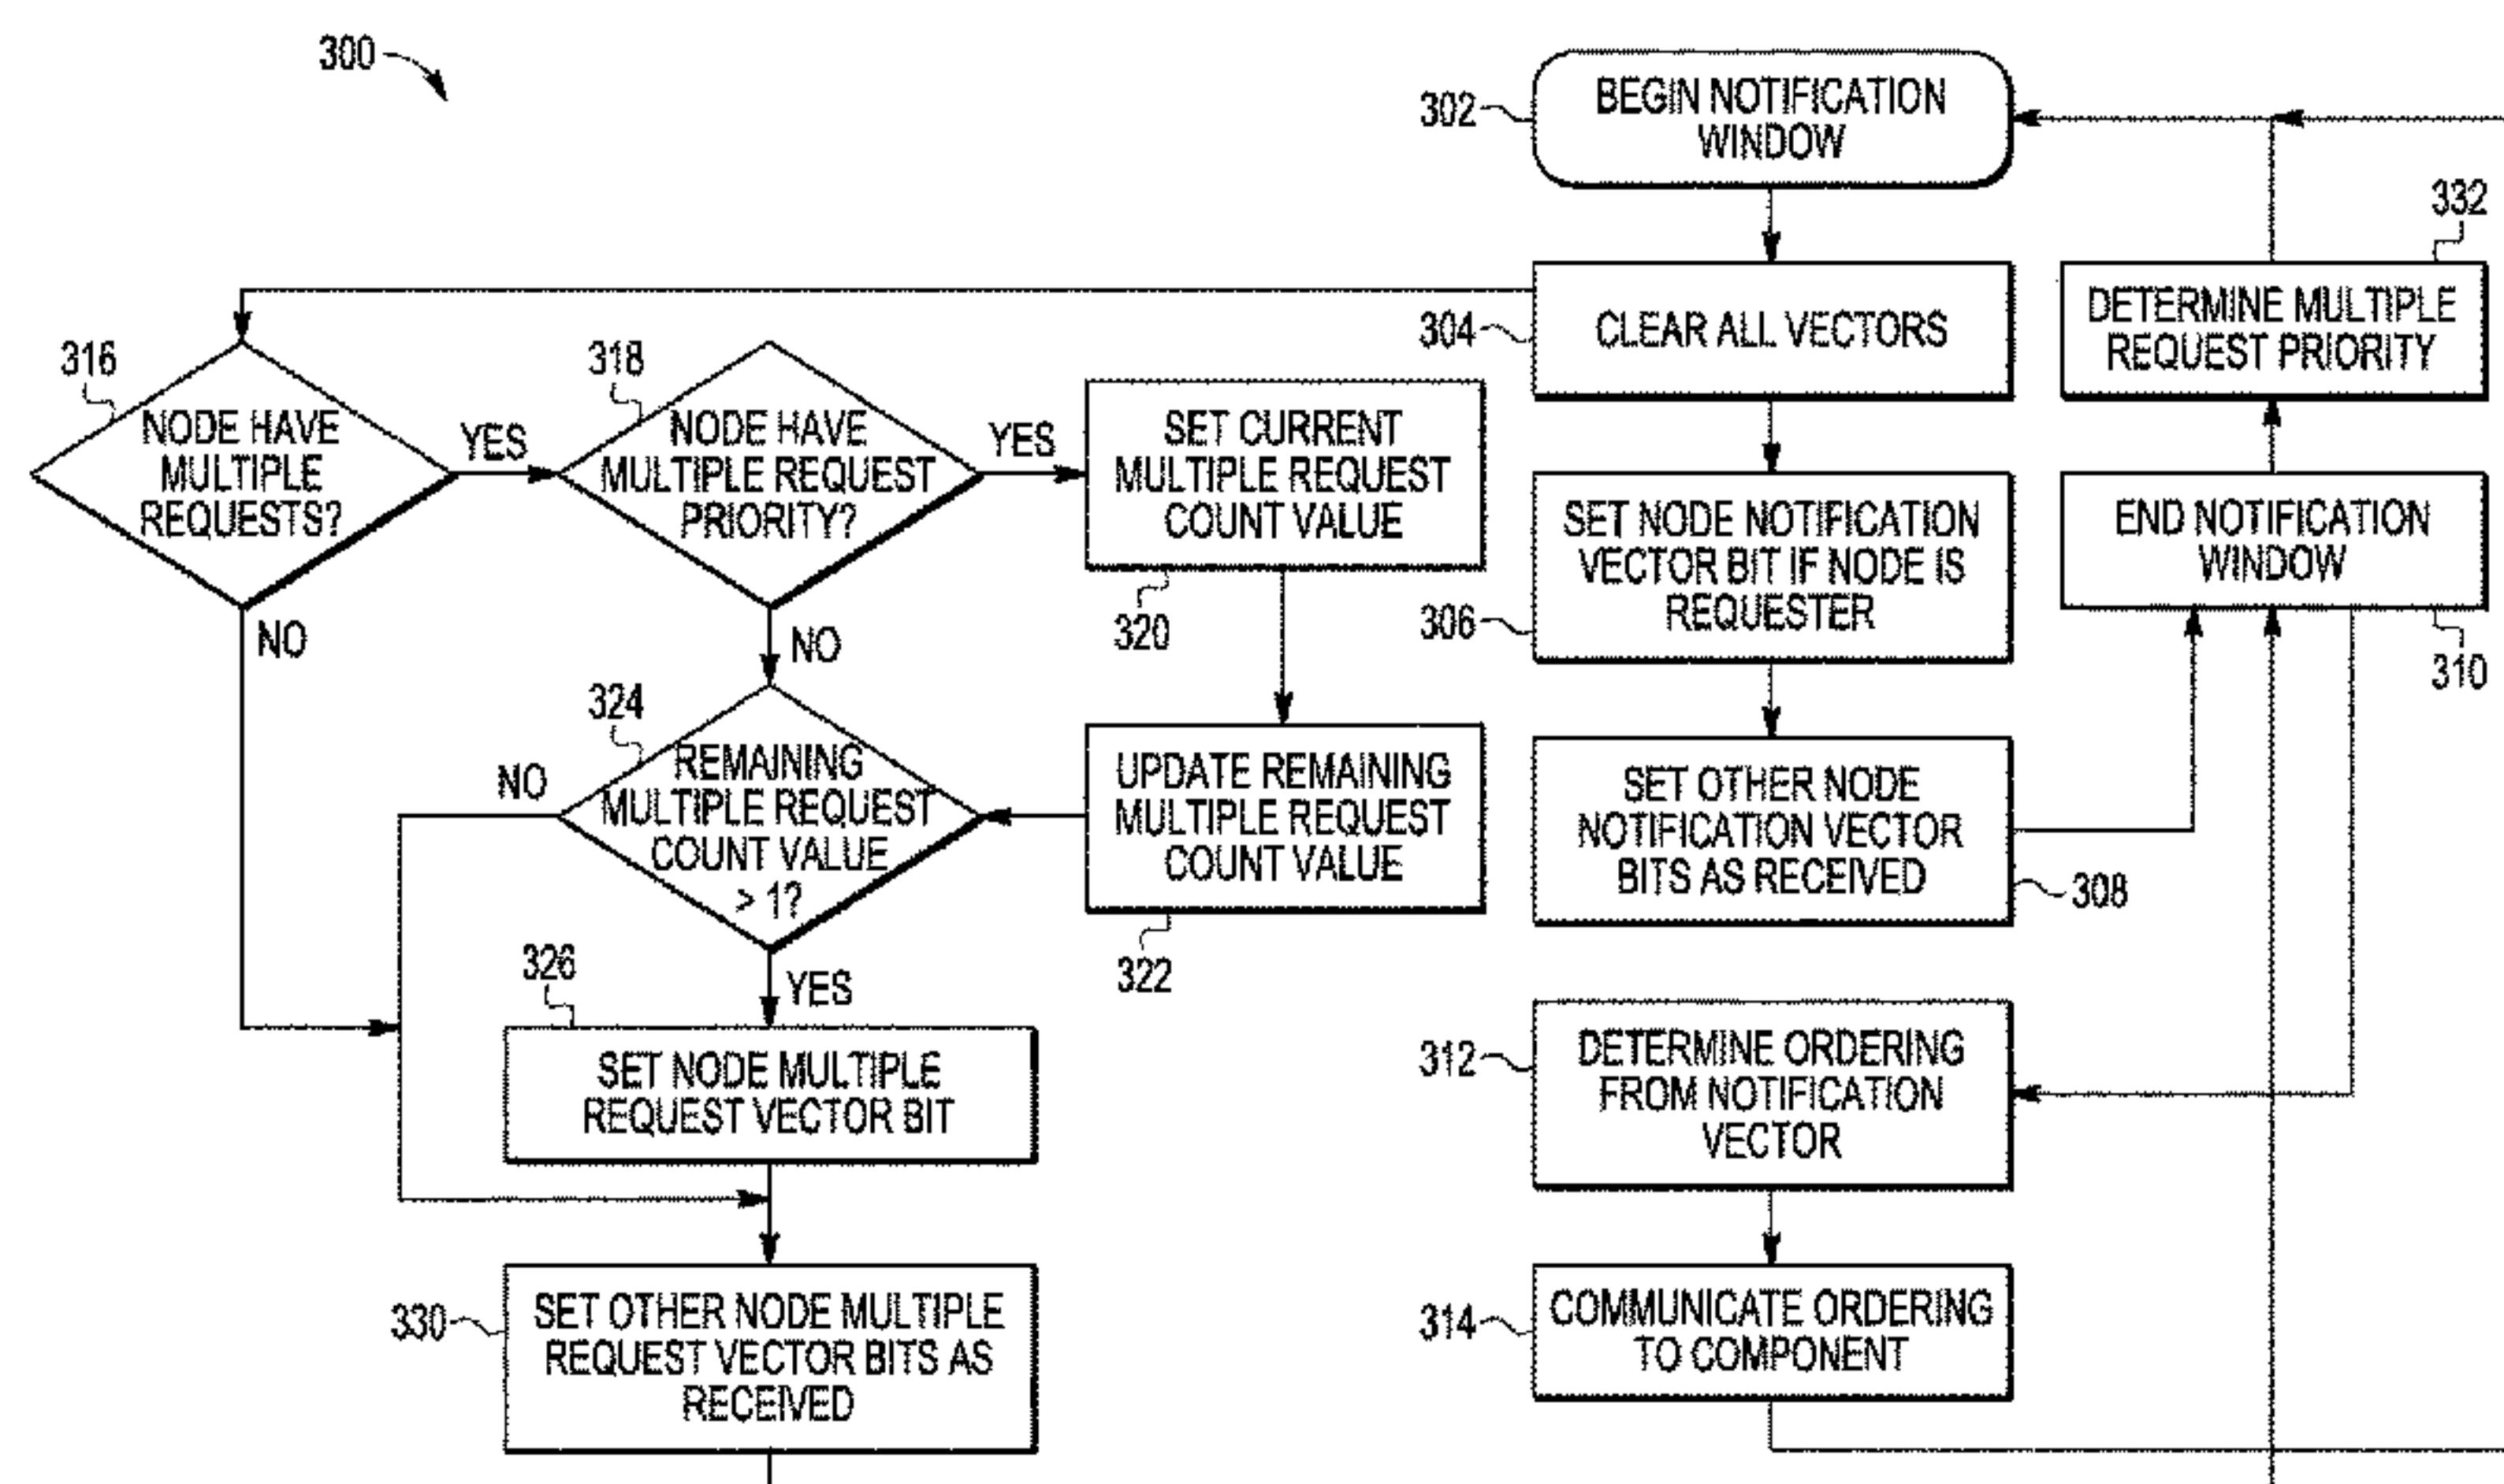 300
302
BEGIN NOTIFICATION
WINDOW
332
304
CLEAR ALL VECTORS
DETERMINE MULTIPLE
REQUEST PRIORITY
316
NODE HAVE
MULTIPLE
REQUESTS?
YES
NO
318
NODE HAVE
MULTIPLE REQUEST
PRIORITY?
YES
NO
SET CURRENT
MULTIPLE REQUEST
COUNT VALUE
320
306
SET NODE NOTIFICATION
VECTOR BIT IF NODE IS
REQUESTER
END NOTIFICATION
WINDOW
310
324
REMAINING
MULTIPLE REQUEST
COUNT VALUE
> 1?
NO
YES
UPDATE REMAINING
MULTIPLE REQUEST
COUNT VALUE
322
SET OTHER NODE
NOTIFICATION VECTOR
BITS AS RECEIVED
308
326
SET NODE MULTIPLE
REQUEST VECTOR BIT
312
DETERMINE ORDERING
FROM NOTIFICATION
VECTOR
330
SET OTHER NODE MULTIPLE
REQUEST VECTOR BITS AS
RECEIVED
314
COMMUNICATE ORDERING
TO COMPONENT